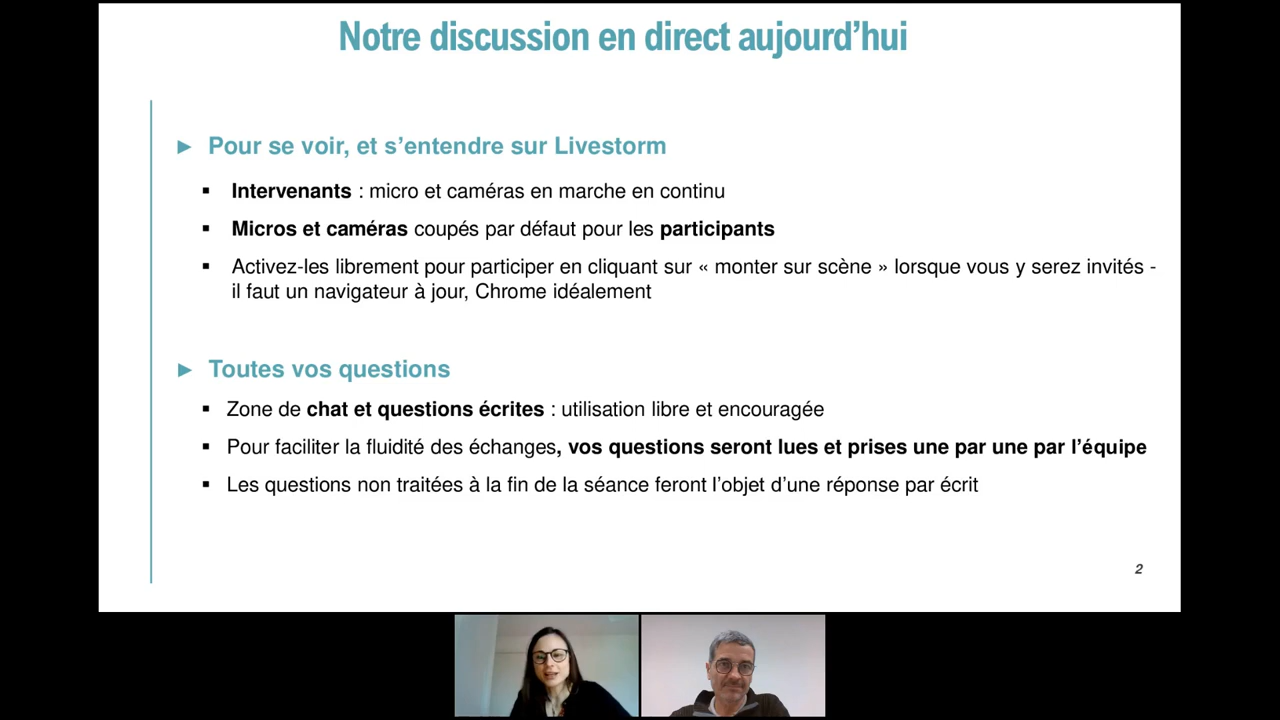 Notre discussion en direct aujourd’hui
► Pour se voir, et s’entendre sur Livestorm
▪ Intervenants : micro et caméras en marche en continu
▪ Micros et caméras coupés par défaut pour les participants
▪ Activez-les librement pour participer en cliquant sur « monter sur scène » lorsque vous y serez invités -
il faut un navigateur à jour, Chrome idéalement
► Toutes vos questions
▪ Zone de chat et questions écrites : utilisation libre et encouragée
▪ Pour faciliter la fluidité des échanges, vos questions seront lues et prises une par une par l’équipe
▪ Les questions non traitées à la fin de la séance feront l’objet d’une réponse par écrit
2